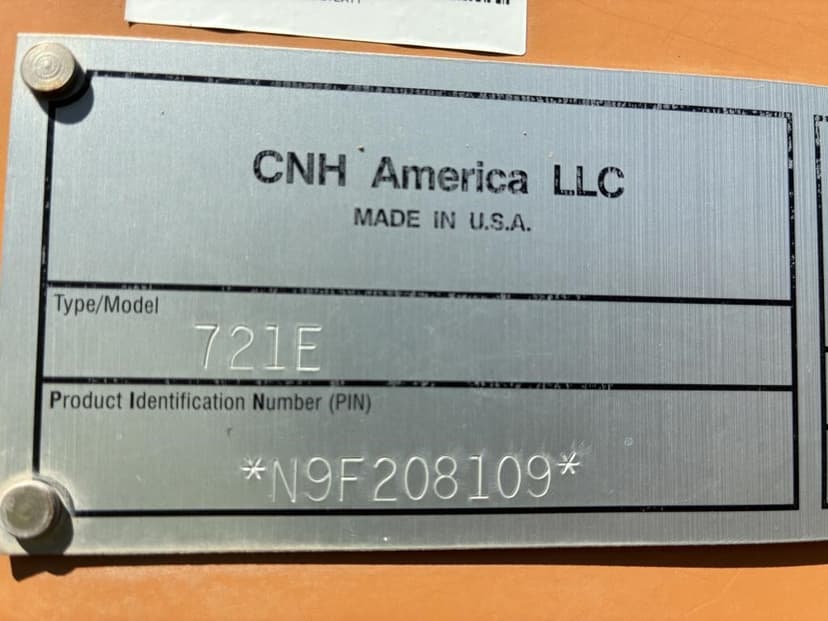 CNH America LLC
MADE IN U.S.A.
Type/Model
721E
Product Identification Number (PIN)
*N9F208109*